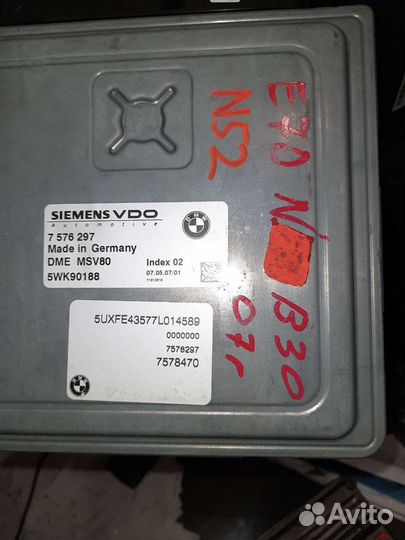 N52
E70 N B30
07г
SIEMENS VDO
Automotive
BMW
7 576 297
Made in Germany
DME MSV80
Index 02
5WK90188
07.05.07/01
5UXFE43577L014589
0000000
7576297
7578470
Avito